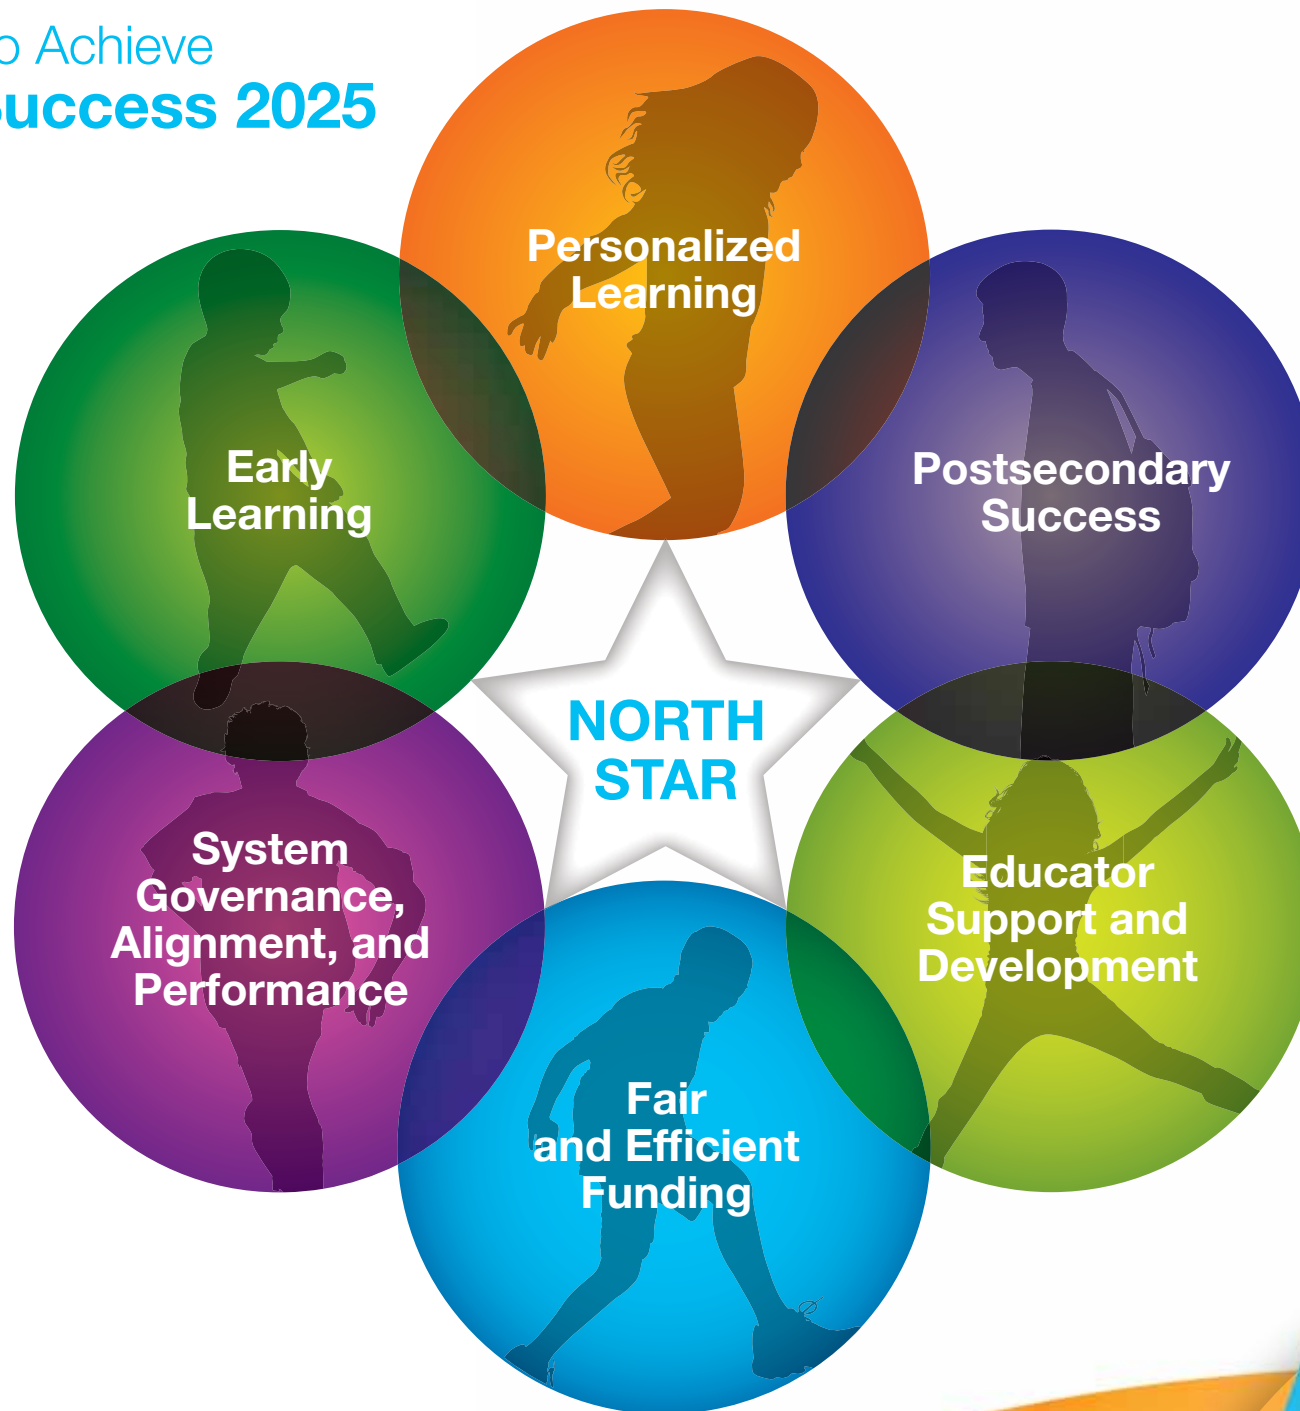 o Achieve
uccess 2025
Personalized
Learning
Early
Learning
Postsecondary
Success
NORTH
STAR
System
Governance,
Alignment, and
Performance
Educator
Support and
Development
Fair
and Efficient
Funding